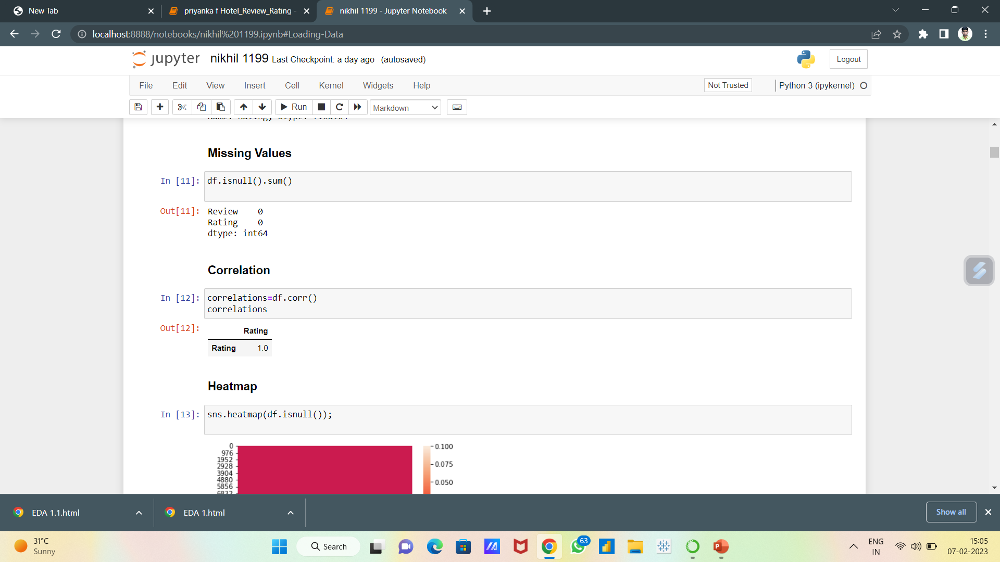 New Tab
priyanka f Hotel_Review_Rating -
nikhil 1199 - Jupyter Notebook
localhost:8888/notebooks/nikhil%201199.ipynb#Loading-Data
jupyter nikhil 1199 Last Checkpoint: a day ago (autosaved)
Logout
File Edit View Insert Cell Kernel Widgets Help
Not Trusted
Python 3 (ipykernel)
Run
Markdown
Missing Values
In [11]: df.isnull().sum()
Out[11]: Review 0
Rating 0
dtype: int64
Correlation
In [12]: correlations=df.corr()
correlations
Out[12]:
Rating
Rating 1.0
Heatmap
In [13]: sns.heatmap(df.isnull());
0
976
1952
2928
3904
4880
5856
0.100
0.075
0.050
EDA 1.1.html
EDA 1.html
Show all
31°C
Sunny
Search
63
ENG
IN
15:05
07-02-2023